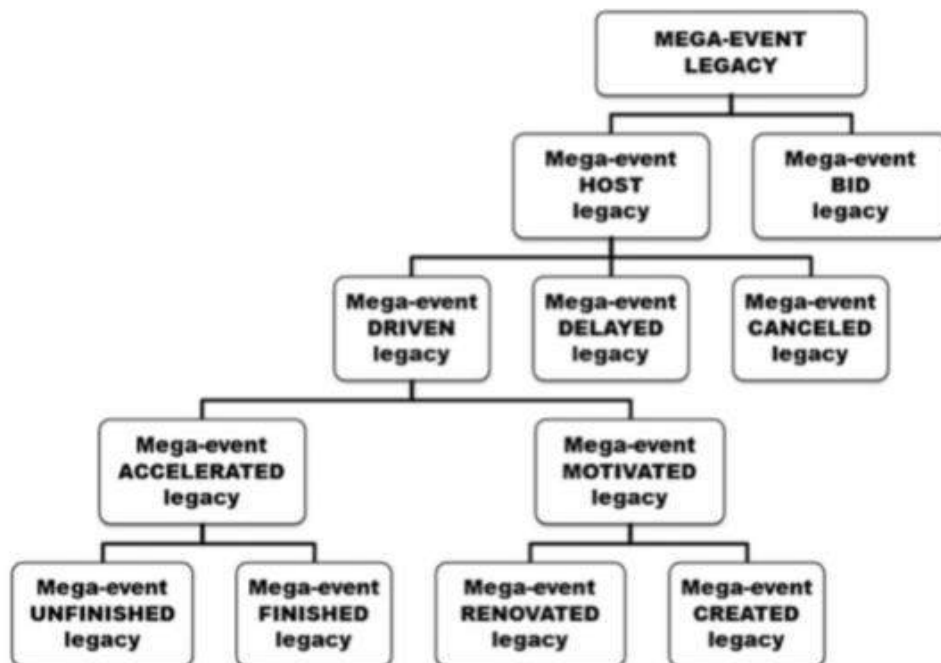 MEGA-EVENT
LEGACY
Mega-event
HOST
legacy
Mega-event
BID
legacy
Mega-event
DRIVEN
legacy
Mega-event
DELAYED
legacy
Mega-event
CANCELED
legacy
Mega-event
ACCELERATED
legacy
Mega-event
MOTIVATED
legacy
Mega-event
UNFINISHED
legacy
Mega-event
FINISHED
legacy
Mega-event
RENOVATED
legacy
Mega-event
CREATED
legacy